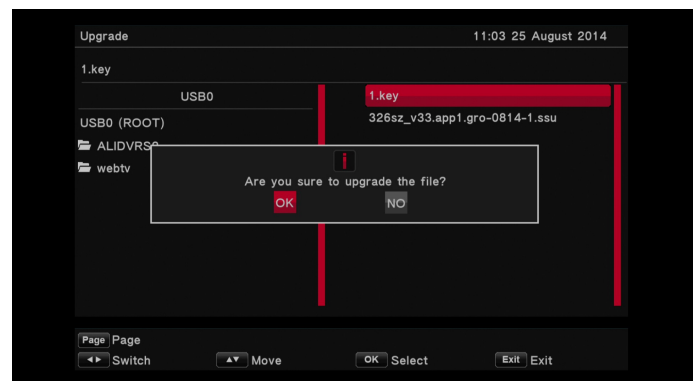 Upgrade 11:03 25 August 2014
1.key
USB0
1.key
USB0 (ROOT)
326sz_v33.app1.gro-0814-1.ssu
ALIDVRS2
webtv
i
Are you sure to upgrade the file?
OK NO
Page Page
Switch Move OK Select Exit Exit